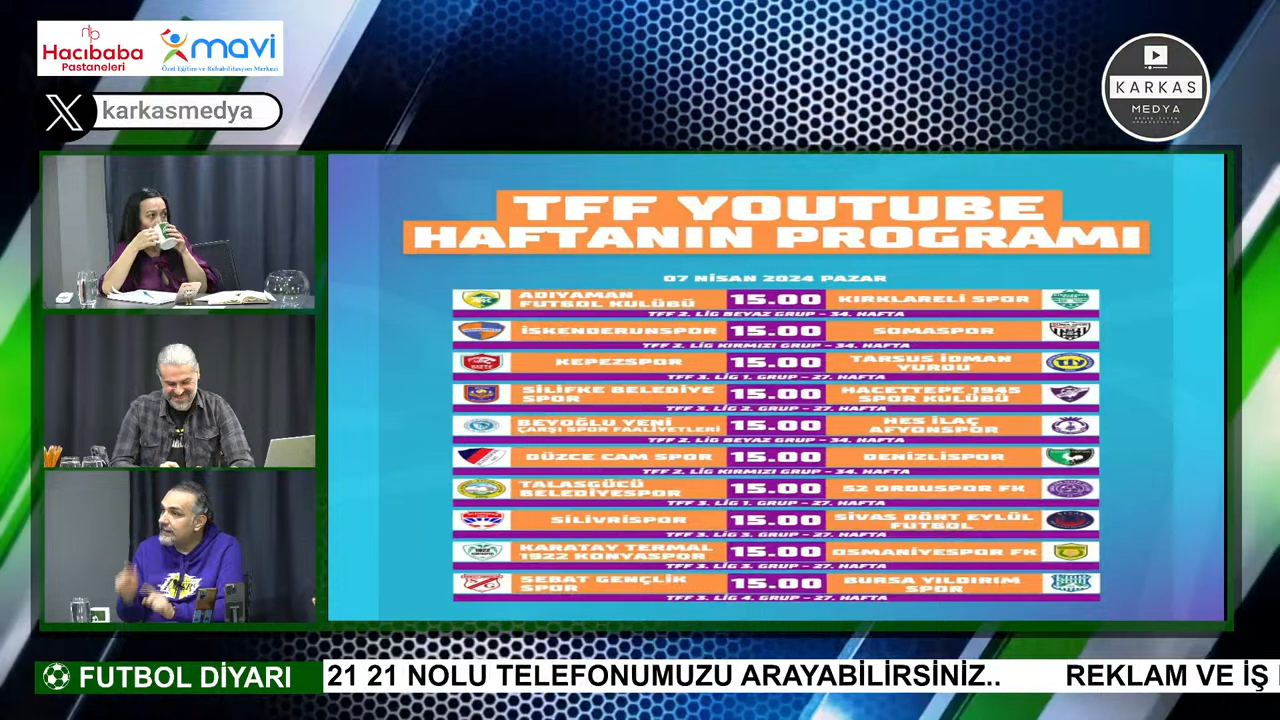 Hacıbaba
Pastaneleri
mavi
Özel Eğitim ve Rehabilitasyon Merkezi
karkasmedya
KARKAS
MEDYA
TFF YOUTUBE
HAFTANIN PROGRAMI
07 NİSAN 2024 PAZAR
ADIYAMAN
FUTBOL KULÜBÜ
15.00
KIRKLARELİ SPOR
TFF 2. LİG BEYAZ GRUP - 34. HAFTA
İSKENDERUNSPOR
15.00
SOMASPOR
TFF 2. LİG KIRMIZI GRUP - 34. HAFTA
KEPEZSPOR
15.00
TARSUS İDMAN
YURDU
TFF 3. LİG 1. GRUP - 27. HAFTA
SİLİFKE BELEDİYE
SPOR
15.00
HACETTEPE 1945
SPOR KULÜBÜ
TFF 3. LİG 2. GRUP - 27. HAFTA
BEYOĞLU YENİ
ÇARŞI SPOR FAALİYETLERİ
15.00
HES İLAÇ
AFYONSPOR
TFF 2. LİG BEYAZ GRUP - 34. HAFTA
DÜZCE CAM SPOR
15.00
DENİZLİSPOR
TFF 2. LİG KIRMIZI GRUP - 34. HAFTA
TALASGÜCÜ
BELEDİYESPOR
15.00
52 ORDUSPOR FK
TFF 3. LİG 1. GRUP - 27. HAFTA
SİLİVRİSPOR
15.00
SİVAS DÖRT EYLÜL
FUTBOL
TFF 3. LİG 3. GRUP - 27. HAFTA
KARATAY TERMAL
1922 KONYASPOR
15.00
OSMANİYESPOR FK
TFF 3. LİG 3. GRUP - 27. HAFTA
SEBAT GENÇLİK
SPOR
15.00
BURSA YILDIRIM
SPOR
TFF 3. LİG 4. GRUP - 27. HAFTA
FUTBOL DİYARI
21 21 NOLU TELEFONUMUZU ARAYABİLİRSİNİZ.. REKLAM VE İŞ